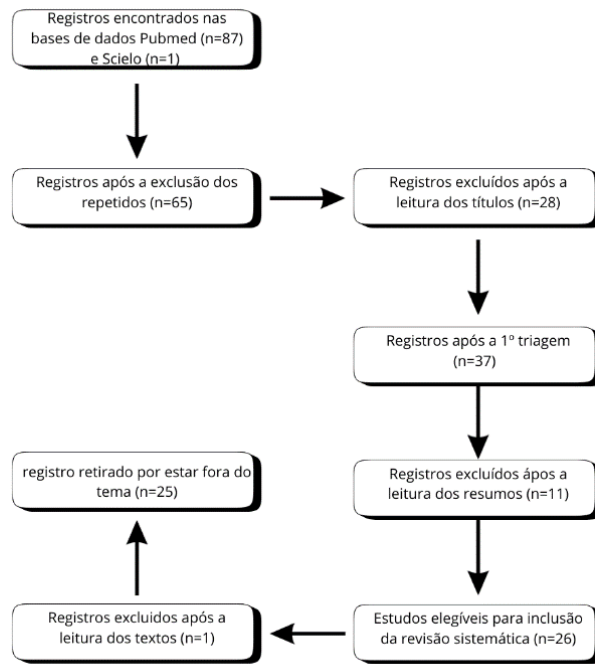 Registros encontrados nas
bases de dados Pubmed (n=87)
e Scielo (n=1)
Registros após a exclusão dos
repetidos (n=65)
Registros excluídos após a
leitura dos títulos (n=28)
Registros após a 1º triagem
(n=37)
Registros excluídos ápos a
leitura dos resumos (n=11)
Estudos elegíveis para inclusão
da revisão sistemática (n=26)
Registros excluidos após a
leitura dos textos (n=1)
registro retirado por estar fora do
tema (n=25)